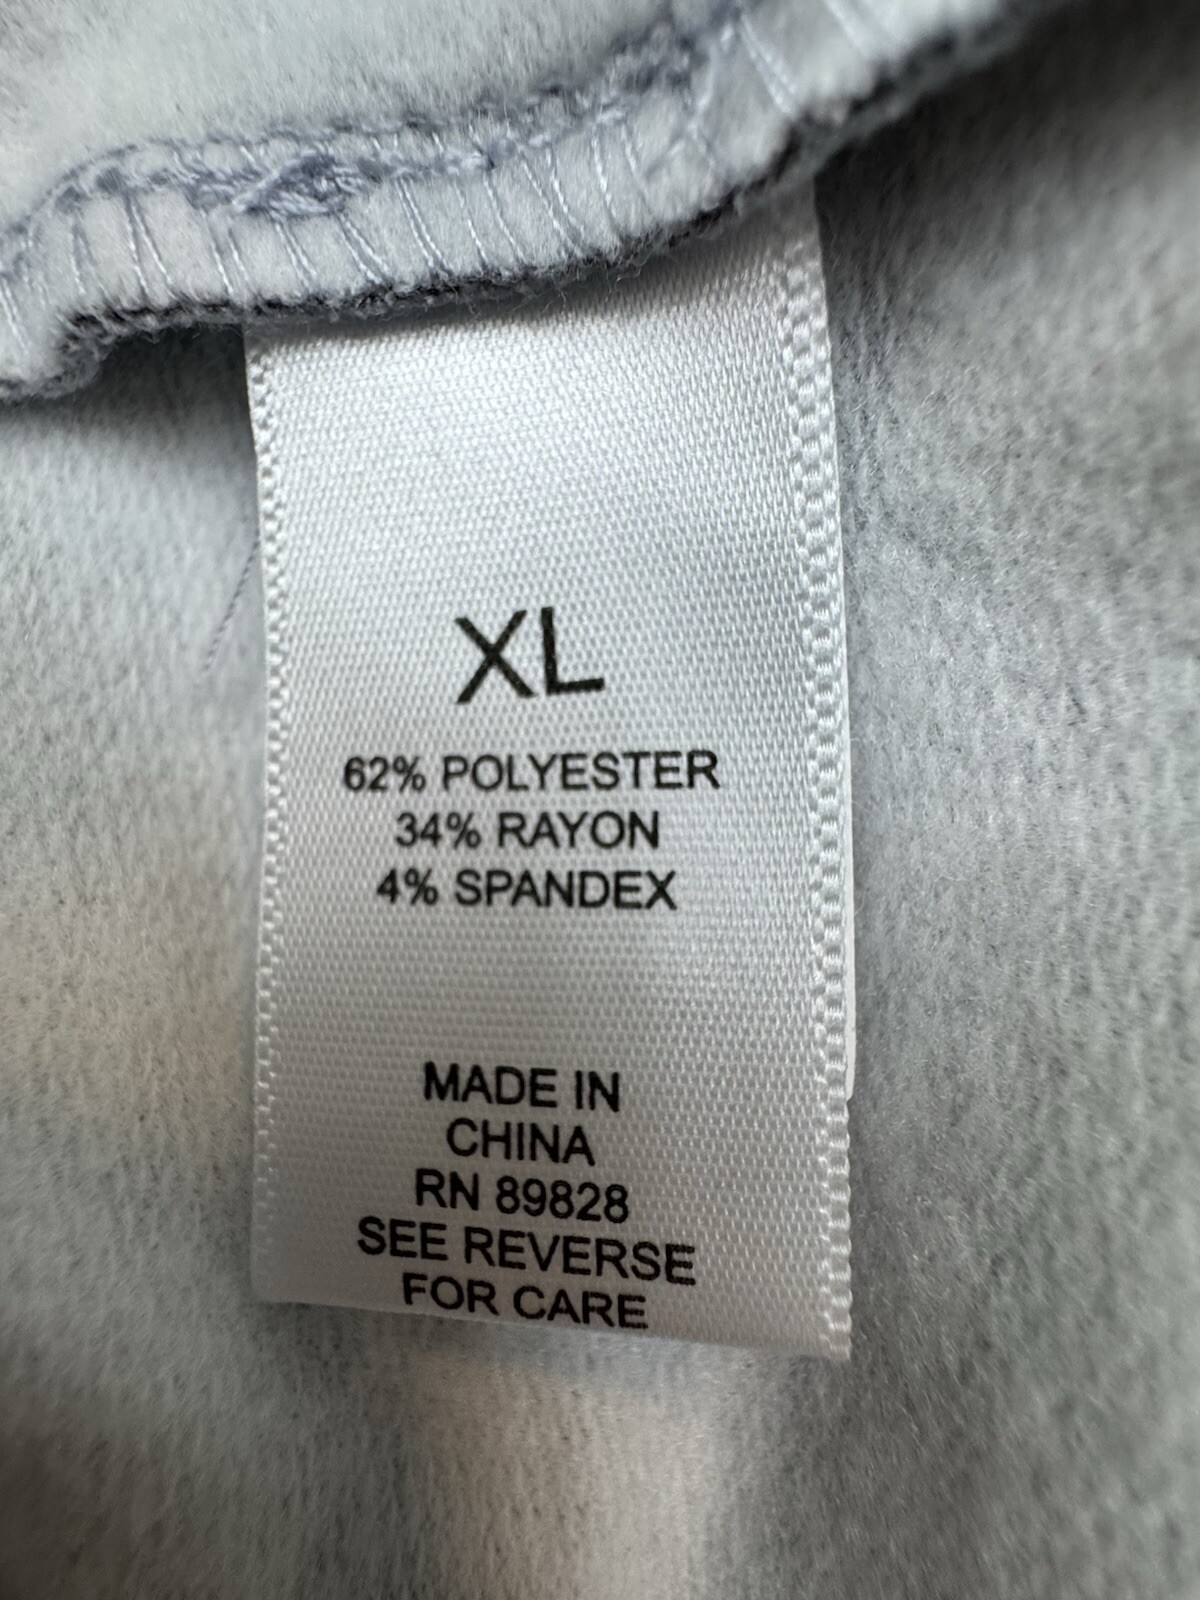 XL
62% POLYESTER
34% RAYON
4% SPANDEX
MADE IN
CHINA
RN 89828
SEE REVERSE
FOR CARE